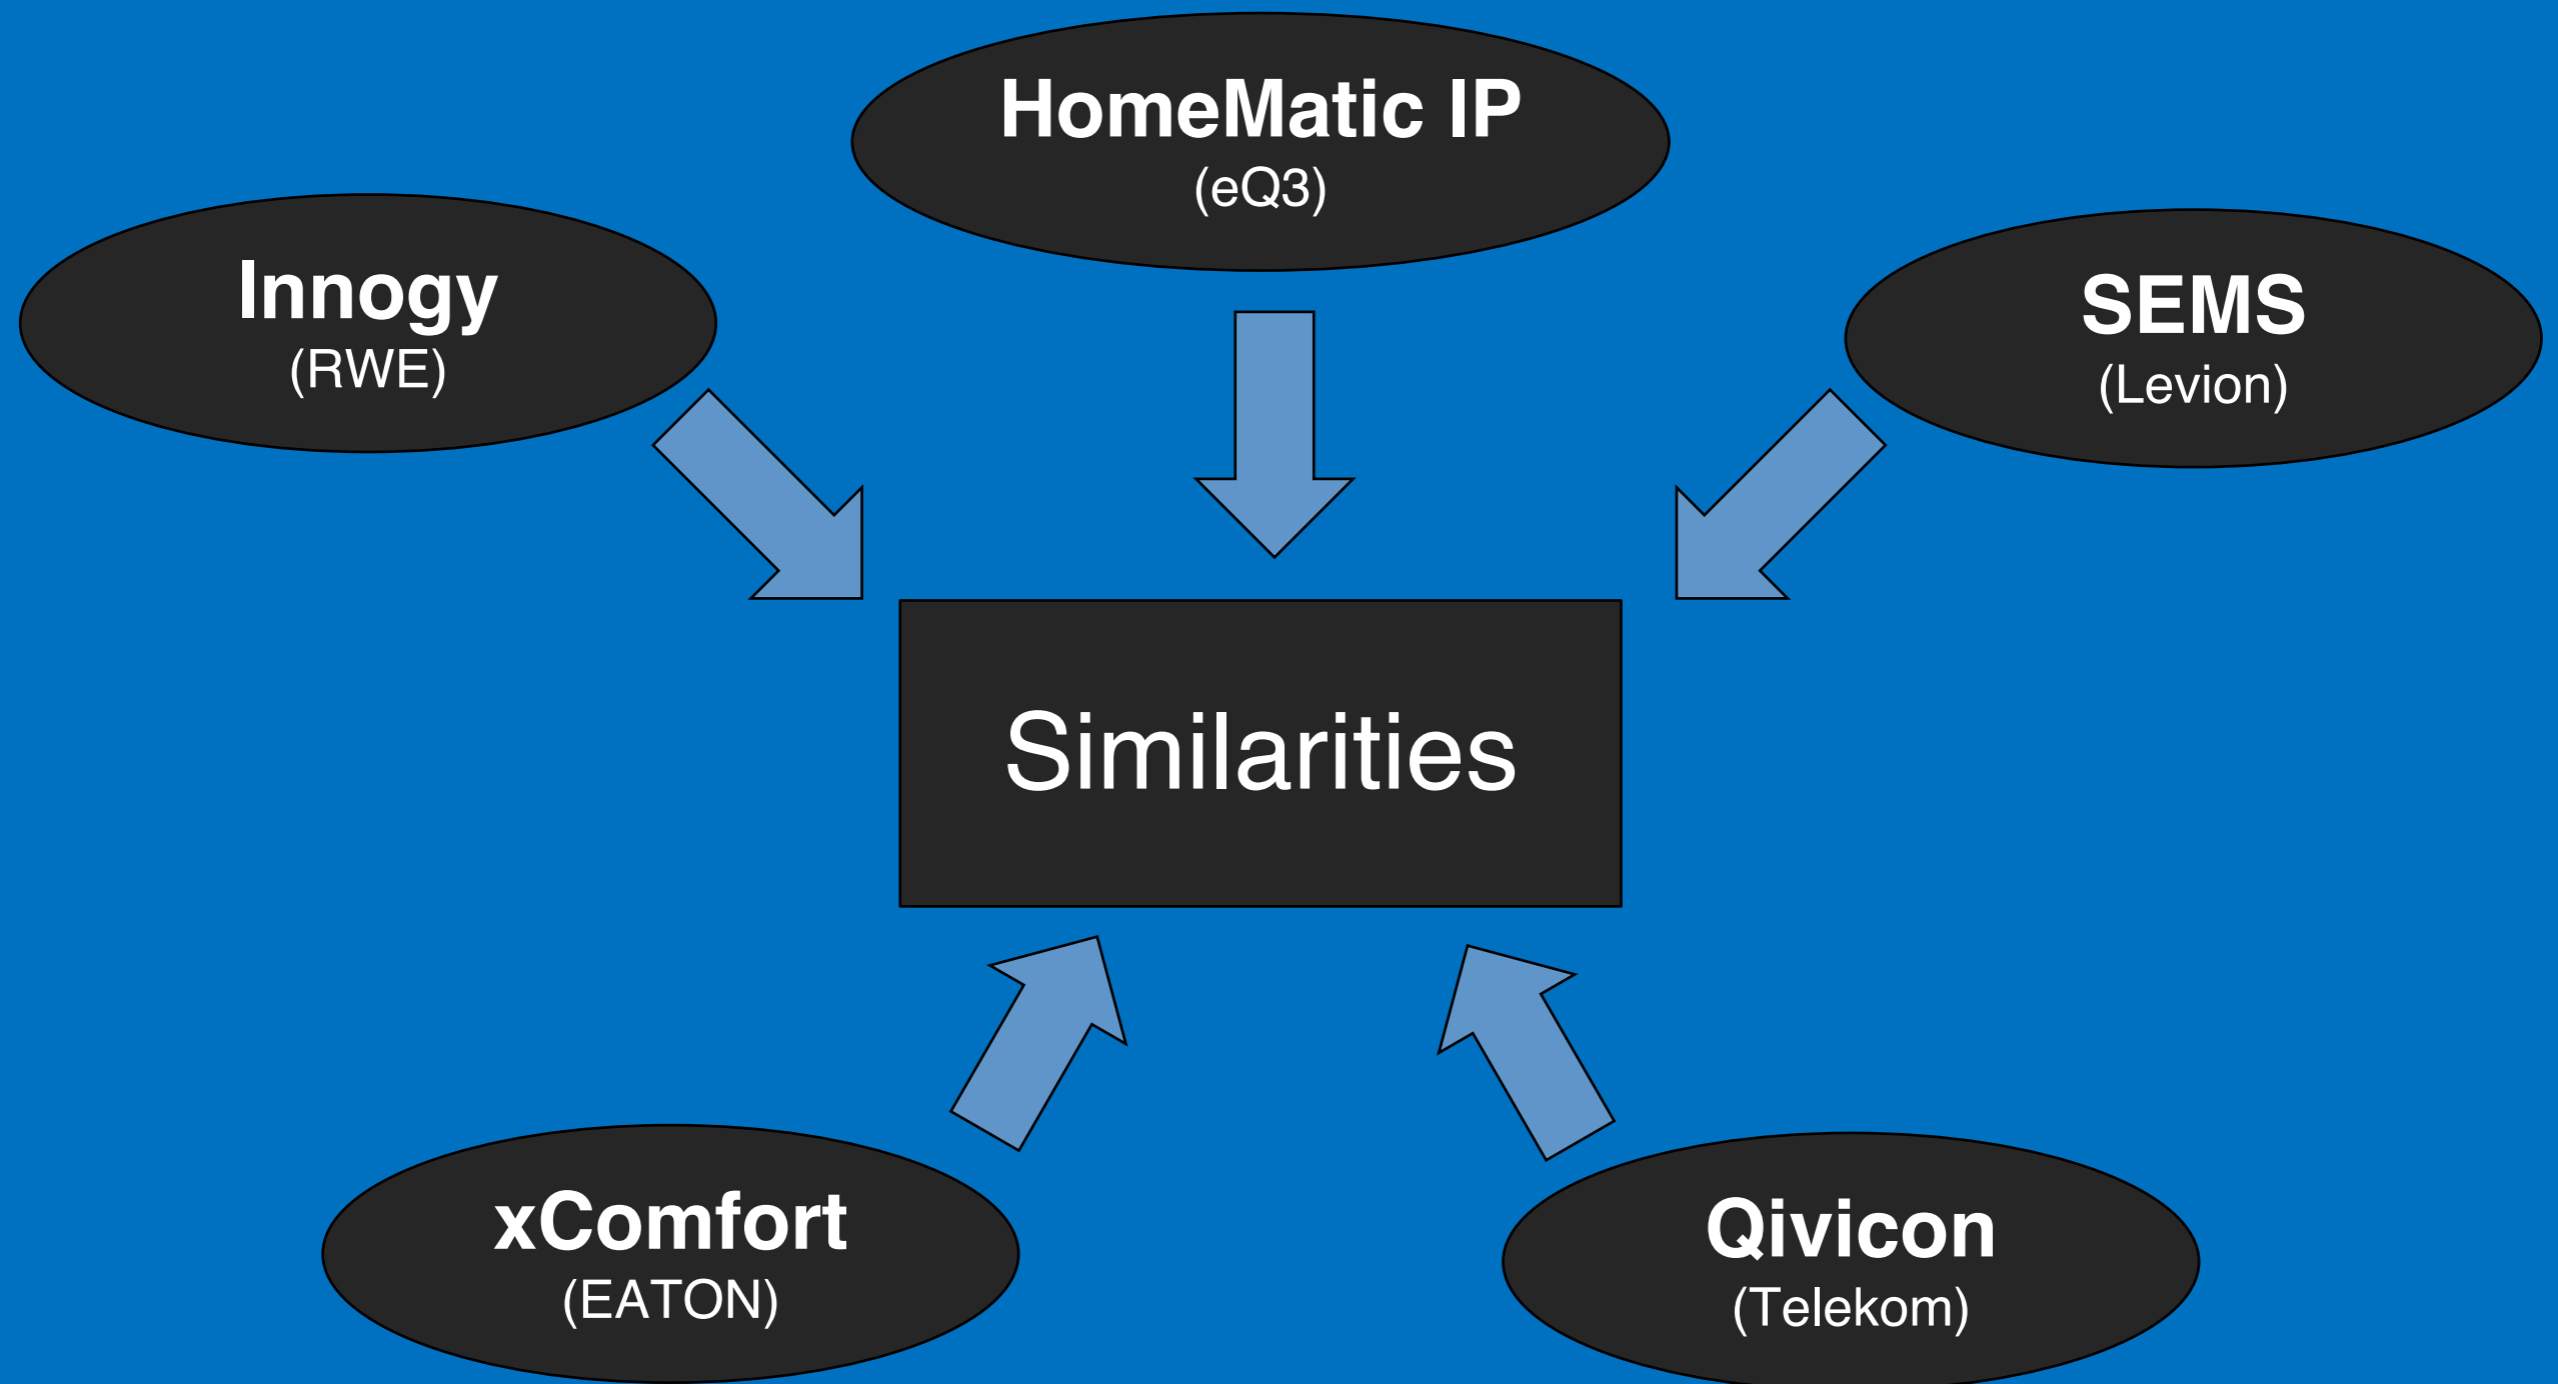 HomeMatic IP
(eQ3)
Innogy
(RWE)
SEMS
(Levion)
Similarities
xComfort
(EATON)
Qivicon
(Telekom)